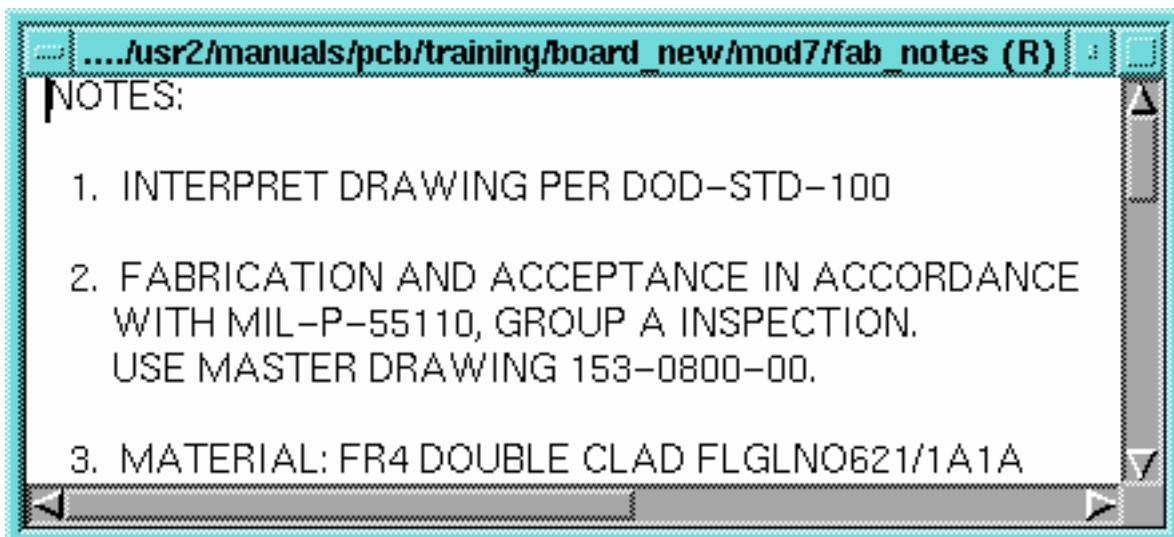 ..../usr2/manuals/pcb/training/board_new/mod7/fab_notes (R)
NOTES:
1. INTERPRET DRAWING PER DOD-STD-100
2. FABRICATION AND ACCEPTANCE IN ACCORDANCE
WITH MIL-P-55110, GROUP A INSPECTION.
USE MASTER DRAWING 153-0800-00.
3. MATERIAL: FR4 DOUBLE CLAD FLGLNO621/1A1A